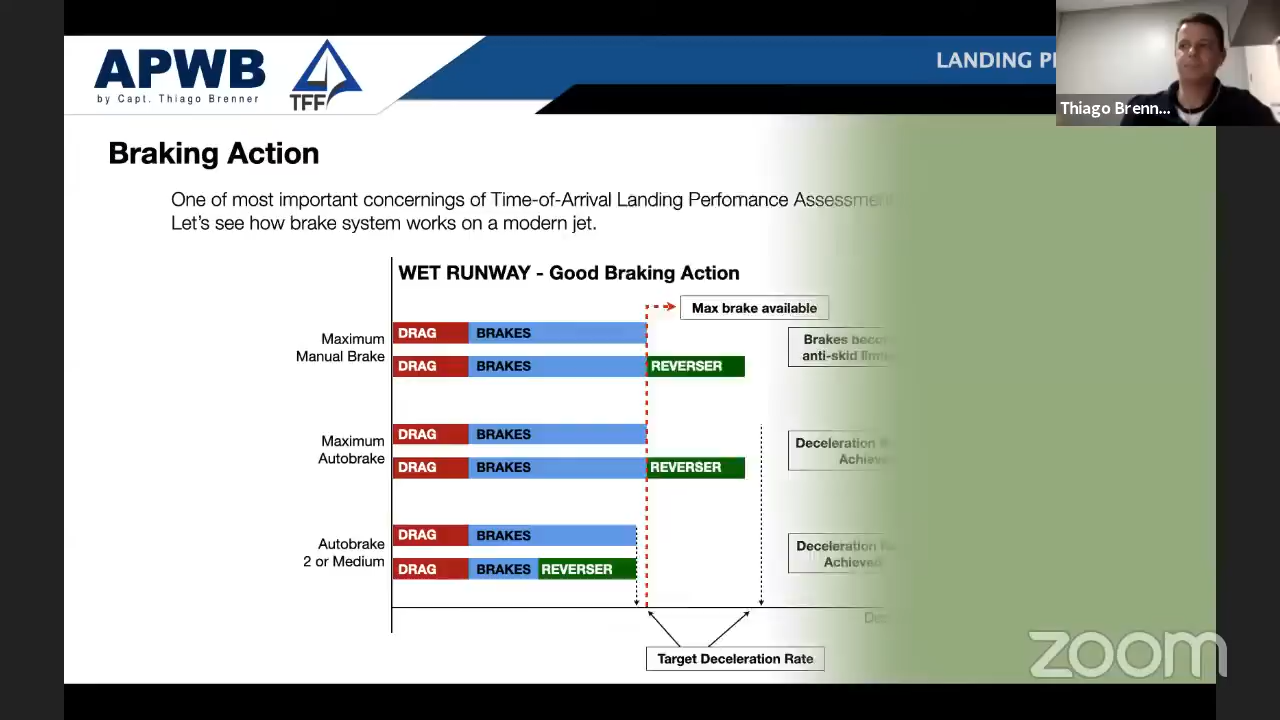 APWB
by Capt. Thiago Brenner
TFF
LANDING
Thiago Brenn...
Braking Action
One of most important concernings of Time-of-Arrival Landing Perfomance
Let's see how brake system works on a modern jet.
WET RUNWAY - Good Braking Action
Max brake available
Maximum
Manual Brake
DRAG BRAKES
DRAG BRAKES REVERSER
Brakes
anti-skid
Maximum
Autobrake
DRAG BRAKES
DRAG BRAKES REVERSER
Deceleration
Autobrake
2 or Medium
DRAG BRAKES
DRAG BRAKES REVERSER
Deceleration
Achieved
Target Deceleration Rate
zoom